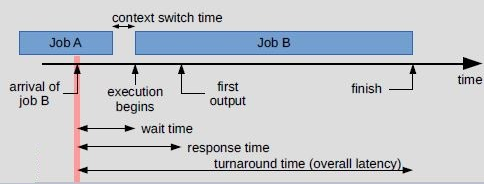 context switch time
Job A
Job B
time
arrival of
job B
execution
begins
first
output
finish
wait time
response time
turnaround time (overall latency)